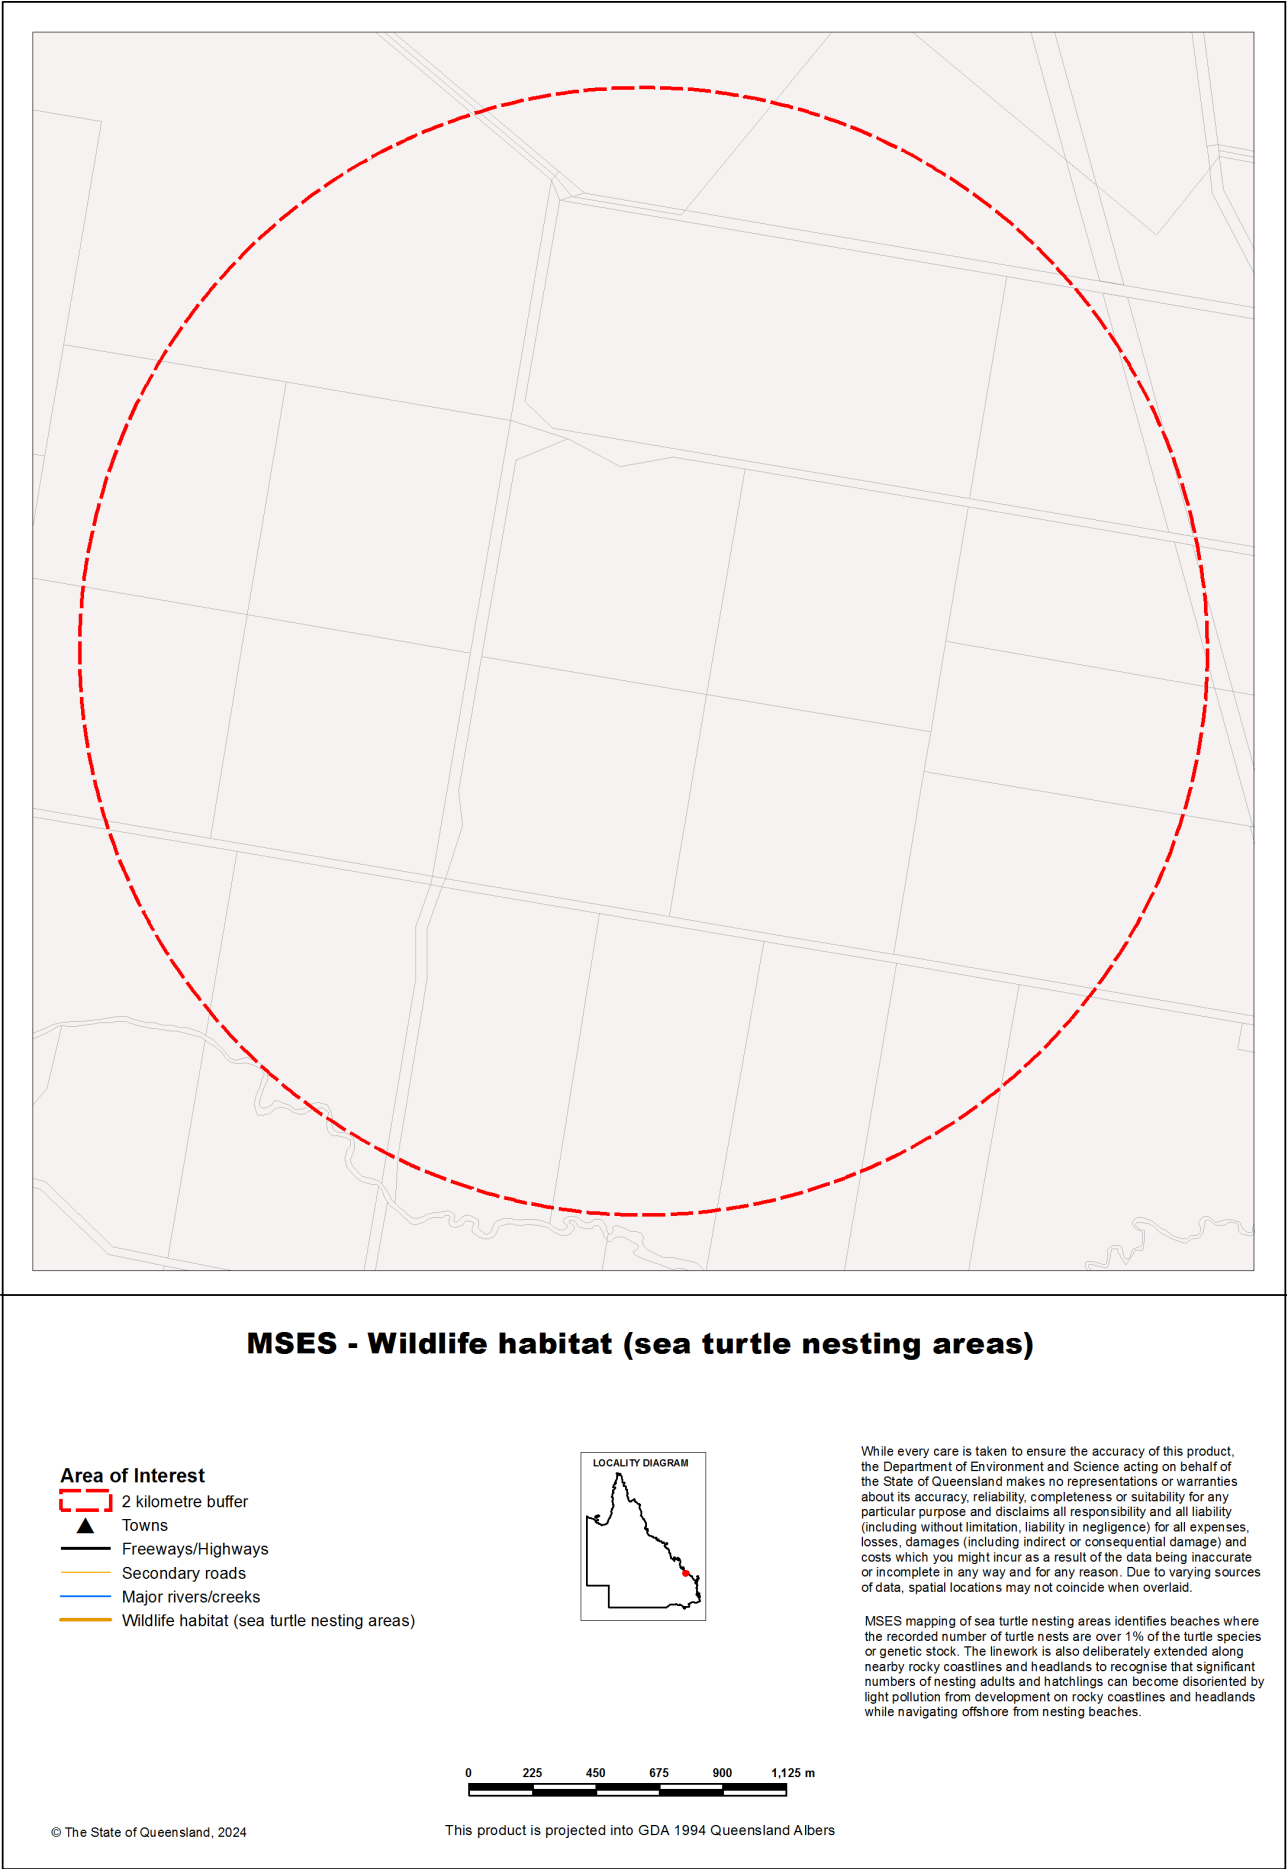 MSES - Wildlife habitat (sea turtle nesting areas)
Area of Interest
2 kilometre buffer
Towns
Freeways/Highways
Secondary roads
Major rivers/creeks
Wildlife habitat (sea turtle nesting areas)
LOCALITY DIAGRAM
While every care is taken to ensure the accuracy of this product,
the Department of Environment and Science acting on behalf of
the State of Queensland makes no representations or warranties
about its accuracy, reliability, completeness or suitability for any
particular purpose and disclaims all responsibility and all liability
(including without limitation, liability in negligence) for all expenses,
losses, damages (including indirect or consequential damage) and
costs which you might incur as a result of the data being inaccurate
or incomplete in any way and for any reason. Due to varying sources
of data, spatial locations may not coincide when overlaid.
MSES mapping of sea turtle nesting areas identifies beaches where
the recorded number of turtle nests are over 1% of the turtle species
or genetic stock. The linework is also deliberately extended along
nearby rocky coastlines and headlands to recognise that significant
numbers of nesting adults and hatchlings can become disoriented by
light pollution from development on rocky coastlines and headlands
while navigating offshore from nesting beaches.
0 225 450 675 900 1,125 m
© The State of Queensland, 2024
This product is projected into GDA 1994 Queensland Albers